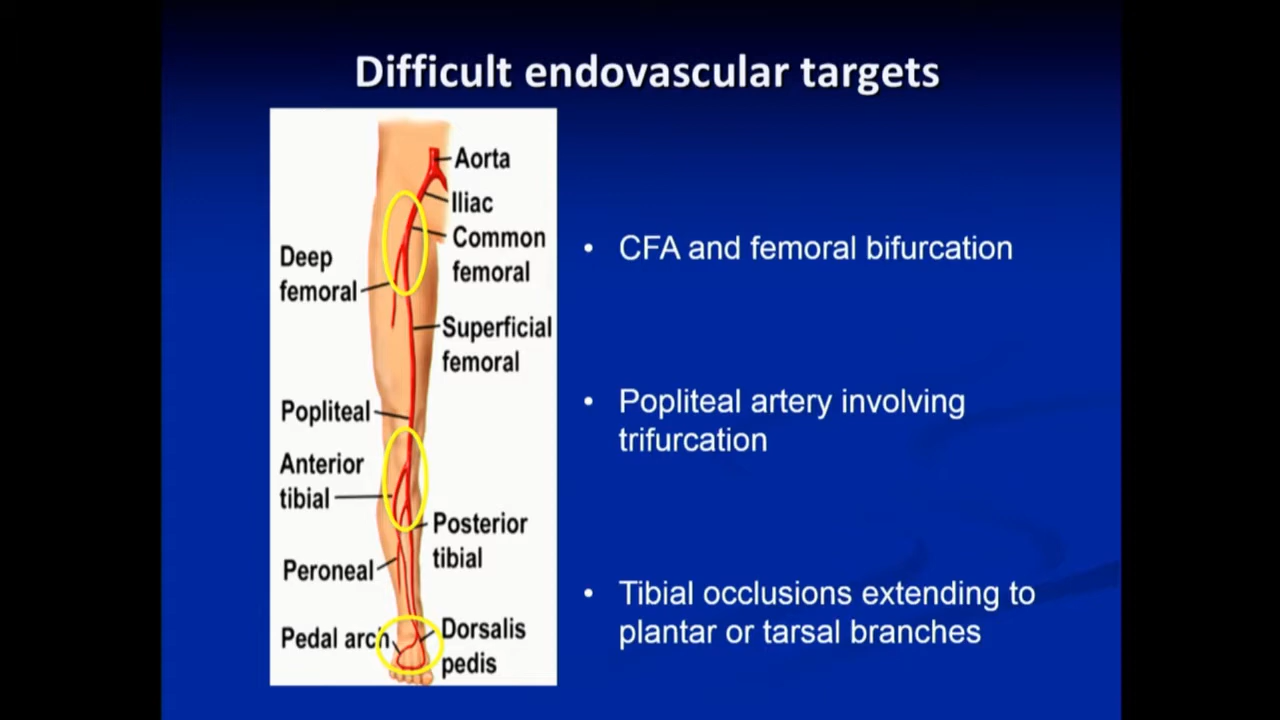 Difficult endovascular targets
Aorta
Iliac
Common
femoral
Deep
femoral
Superficial
femoral
Popliteal
Anterior
tibial
Posterior
tibial
Peroneal
Pedal arch
Dorsalis
pedis
• CFA and femoral bifurcation
• Popliteal artery involving
trifurcation
• Tibial occlusions extending to
plantar or tarsal branches